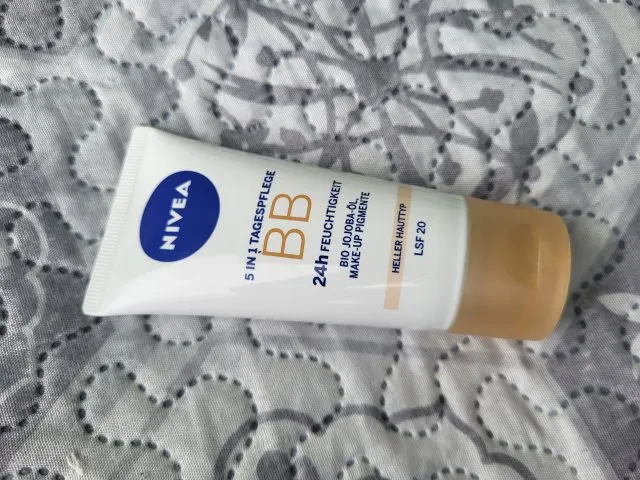 NIVEA
5 IN 1 TAGESPFLEGE
BB
24h FEUCHTIGKEIT
BIO JOJOBA-ÖL,
MAKE-UP PIGMENTE
HELLER HAUTTYP
LSF 20